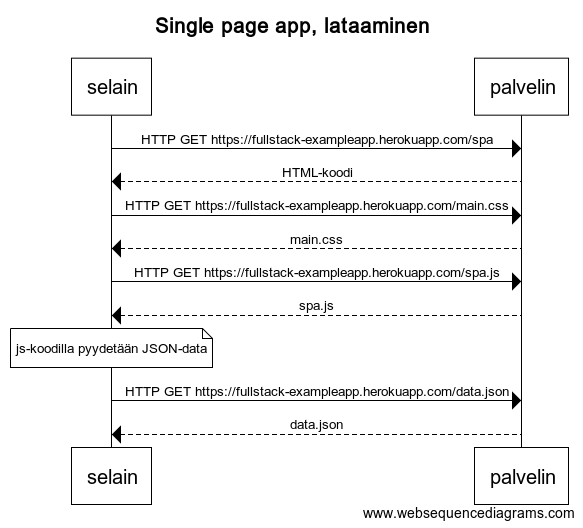 Single page app, lataaminen
selain
palvelin
HTTP GET https://fullstack-exampleapp.herokuapp.com/spa
HTML-koodi
HTTP GET https://fullstack-exampleapp.herokuapp.com/main.css
main.css
HTTP GET https://fullstack-exampleapp.herokuapp.com/spa.js
spa.js
js-koodilla pyydetään JSON-data
HTTP GET https://fullstack-exampleapp.herokuapp.com/data.json
data.json
selain
palvelin
www.websequencediagrams.com